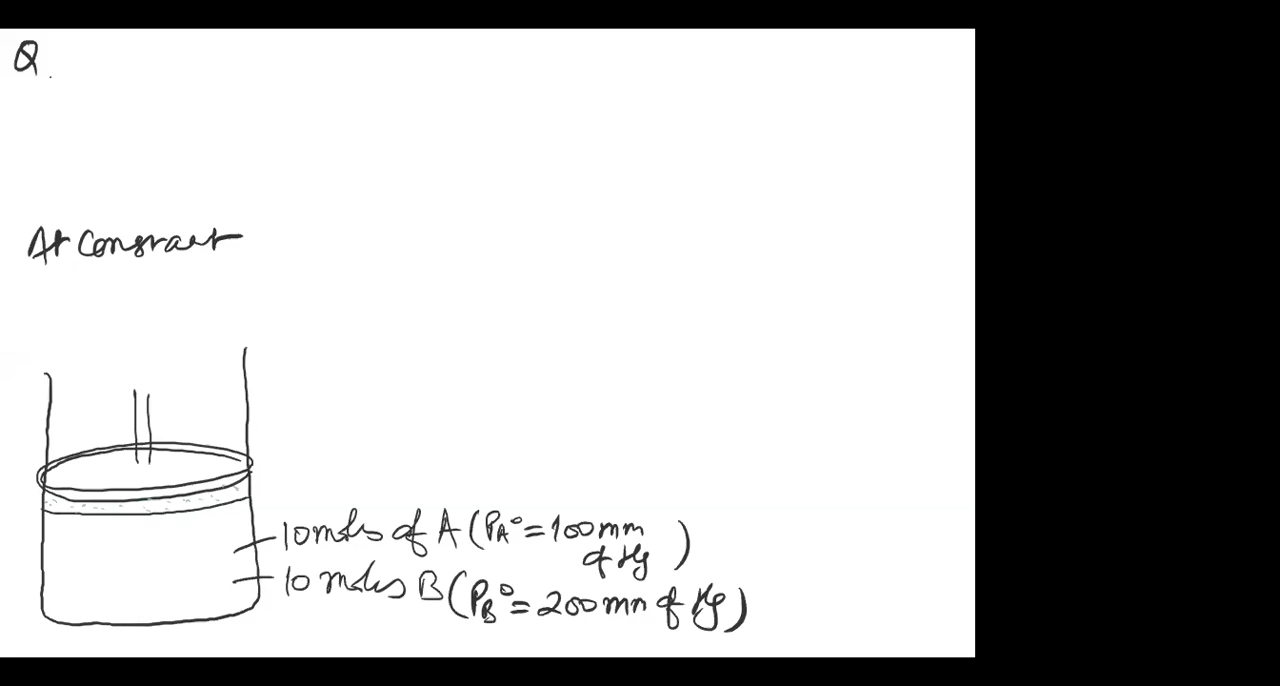 Q.
At Constant
10 moles of A (PA° = 100 mm
of Hg )
10 moles B (PB° = 200 mm of Hg)